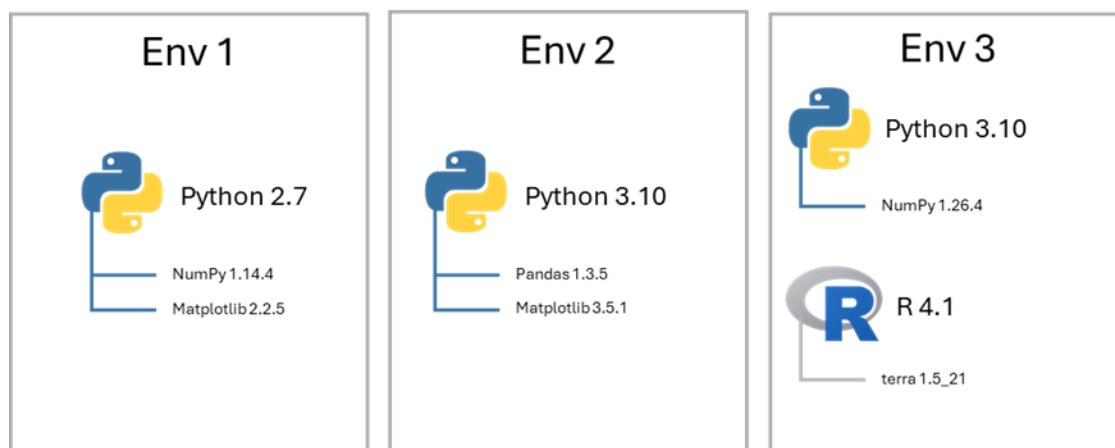 Env 1
Python 2.7
NumPy 1.14.4
Matplotlib 2.2.5
Env 2
Python 3.10
Pandas 1.3.5
Matplotlib 3.5.1
Env 3
Python 3.10
NumPy 1.26.4
R
R 4.1
terra 1.5_21